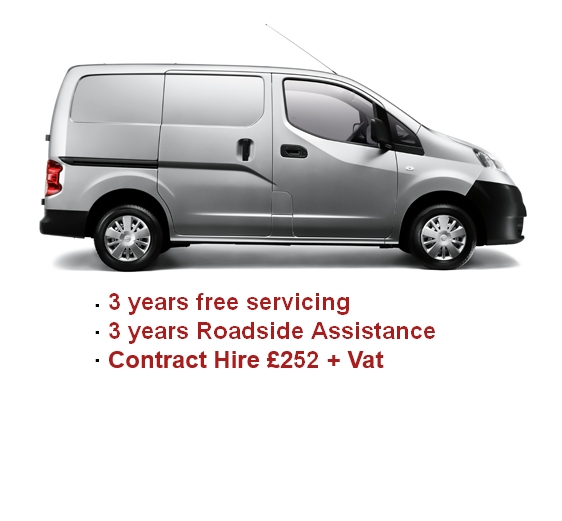 · 3 years free servicing
· 3 years Roadside Assistance
· Contract Hire £252 + Vat